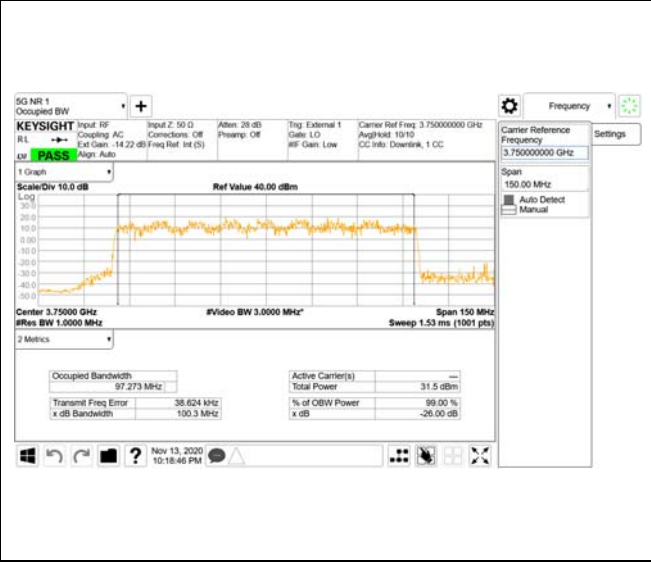 5G NR 1
Occupied BW
Frequency
KEYSIGHT
RL
PASS
Input: RF
Coupling: AC
Ext Gain: -14.22 dB
Align: Auto
Input Z: 50 Ω
Corrections: Off
Freq Ref: Int (S)
Atten: 28 dB
Preamp: Off
Trig: External 1
Gate: LO
#IF Gain: Low
Carrier Ref Freq: 3.750000000 GHz
Avg|Hold: 10/10
CC Info: Downlink, 1 CC
Carrier Reference
Frequency
3.750000000 GHz
Settings
Span
150.00 MHz
Auto Detect
Manual
1 Graph
Scale/Div 10.0 dB
Ref Value 40.00 dBm
Log
30.0
20.0
10.0
0.00
-10.0
-20.0
-30.0
-40.0
-50.0
Center 3.75000 GHz
#Video BW 3.0000 MHz*
Span 150 MHz
#Res BW 1.0000 MHz
Sweep 1.53 ms (1001 pts)
2 Metrics
Occupied Bandwidth
97.273 MHz
Active Carrier(s)
—
Total Power
31.5 dBm
Transmit Freq Error
38.624 kHz
% of OBW Power
99.00 %
x dB Bandwidth
100.3 MHz
x dB
-26.00 dB
Nov 13, 2020
10:18:46 PM